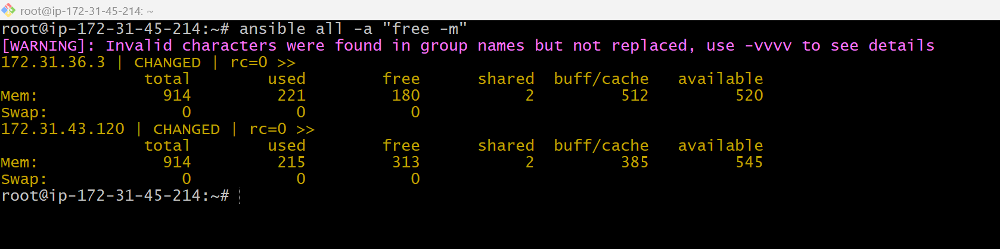 root@ip-172-31-45-214: ~
root@ip-172-31-45-214:~# ansible all -a "free -m"
[WARNING]: Invalid characters were found in group names but not replaced, use -vvvv to see details
172.31.36.3 | CHANGED | rc=0 >>
               total        used        free      shared  buff/cache   available
Mem:             914         221         180           2         512         520
Swap:              0           0           0
172.31.43.120 | CHANGED | rc=0 >>
               total        used        free      shared  buff/cache   available
Mem:             914         215         313           2         385         545
Swap:              0           0           0
root@ip-172-31-45-214:~#